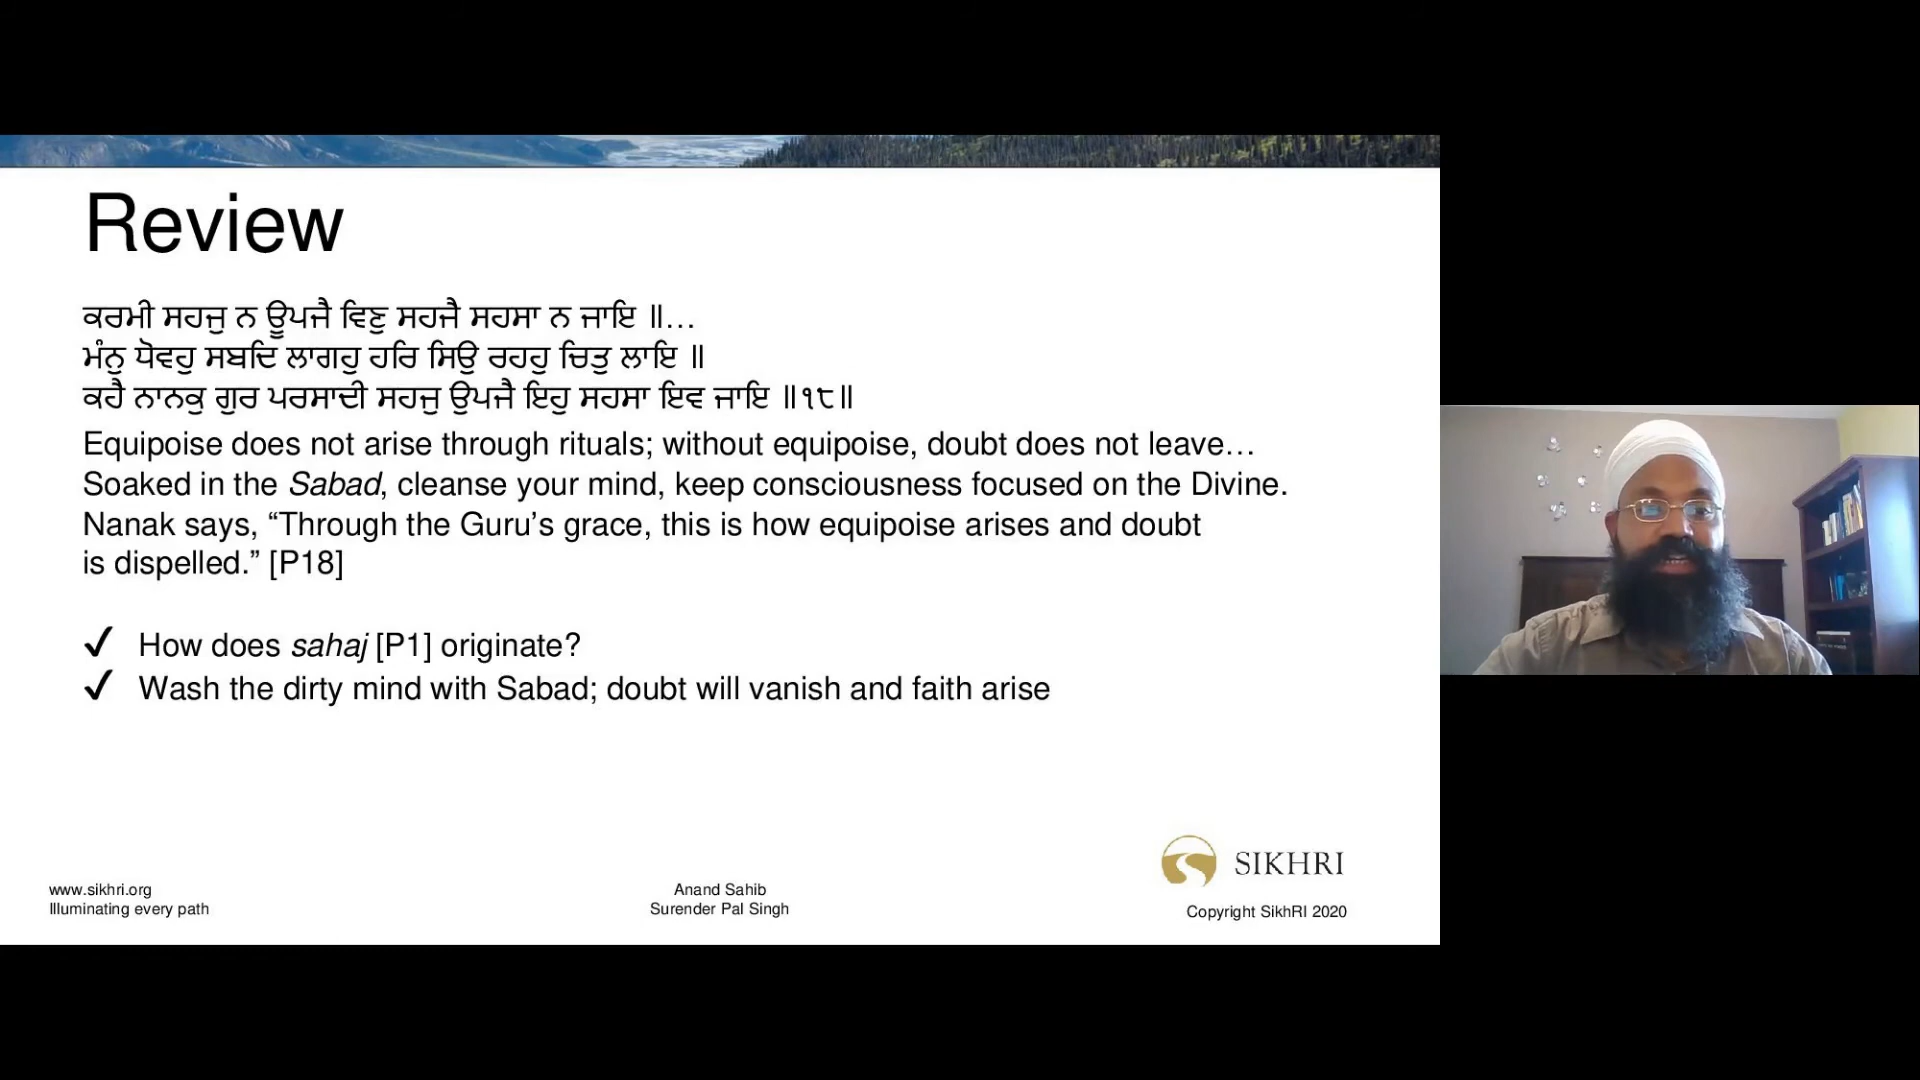 Review
ਕਰਮੀ ਸਹਜੁ ਨ ਊਪਜੈ ਵਿਣੁ ਸਹਜੈ ਸਹਸਾ ਨ ਜਾਇ ॥...
ਮੰਨੁ ਧੋਵਹੁ ਸਬਦਿ ਲਾਗਹੁ ਹਰਿ ਸਿਉ ਰਹਹੁ ਚਿਤੁ ਲਾਇ ॥
ਕਹੈ ਨਾਨਕੁ ਗੁਰ ਪਰਸਾਦੀ ਸਹਜੁ ਉਪਜੈ ਇਹੁ ਸਹਸਾ ਇਵ ਜਾਇ ॥੧੮॥
Equipoise does not arise through rituals; without equipoise, doubt does not leave…
Soaked in the Sabad, cleanse your mind, keep consciousness focused on the Divine.
Nanak says, “Through the Guru’s grace, this is how equipoise arises and doubt
is dispelled.” [P18]
✓ How does sahaj [P1] originate?
✓ Wash the dirty mind with Sabad; doubt will vanish and faith arise
www.sikhri.org
Illuminating every path
Anand Sahib
Surender Pal Singh
SIKHRI
Copyright SikhRI 2020